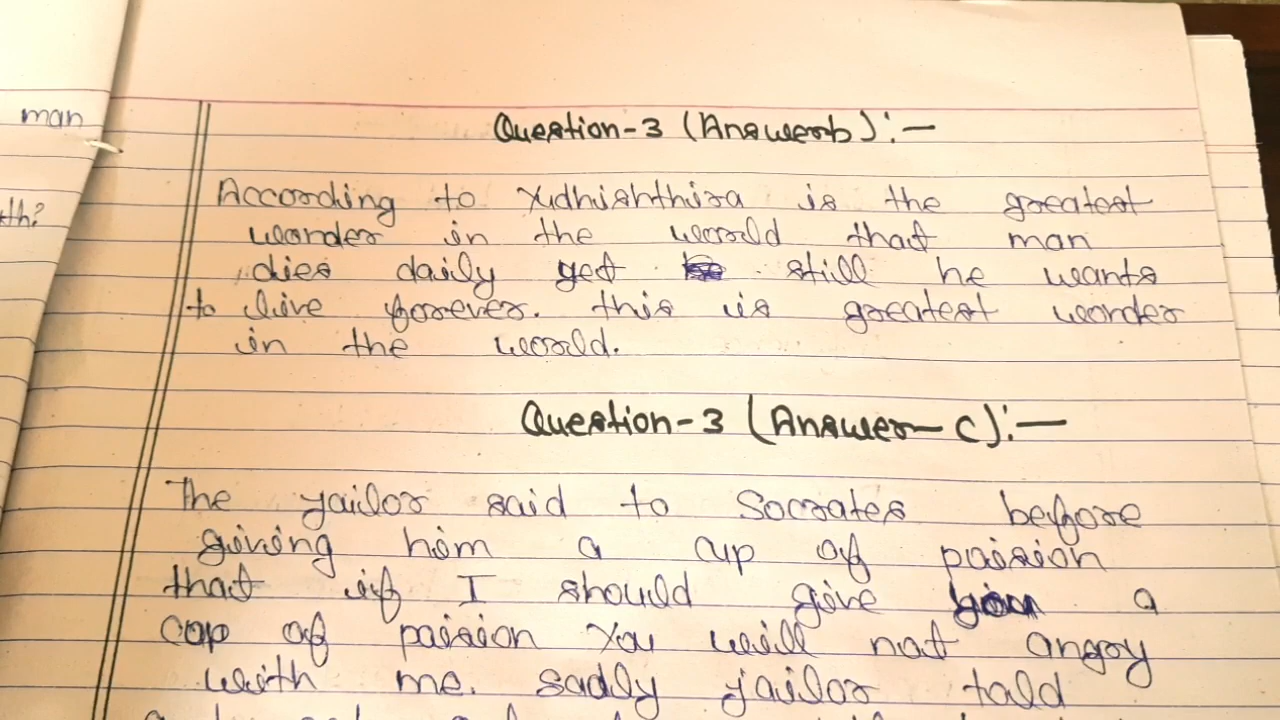 man
th?
Question-3 (Answer b):-
According to Yudhishthira is the greatest
wonder in the world that man
dies daily yet still he wants
to live forever. this is greatest wonder
in the world.
Question-3 (Answer-c):-
The jailor said to Socrates before
giving him a cup of paision
that if I should give a
cap of paision You will not angry
with me. sadly jailor told